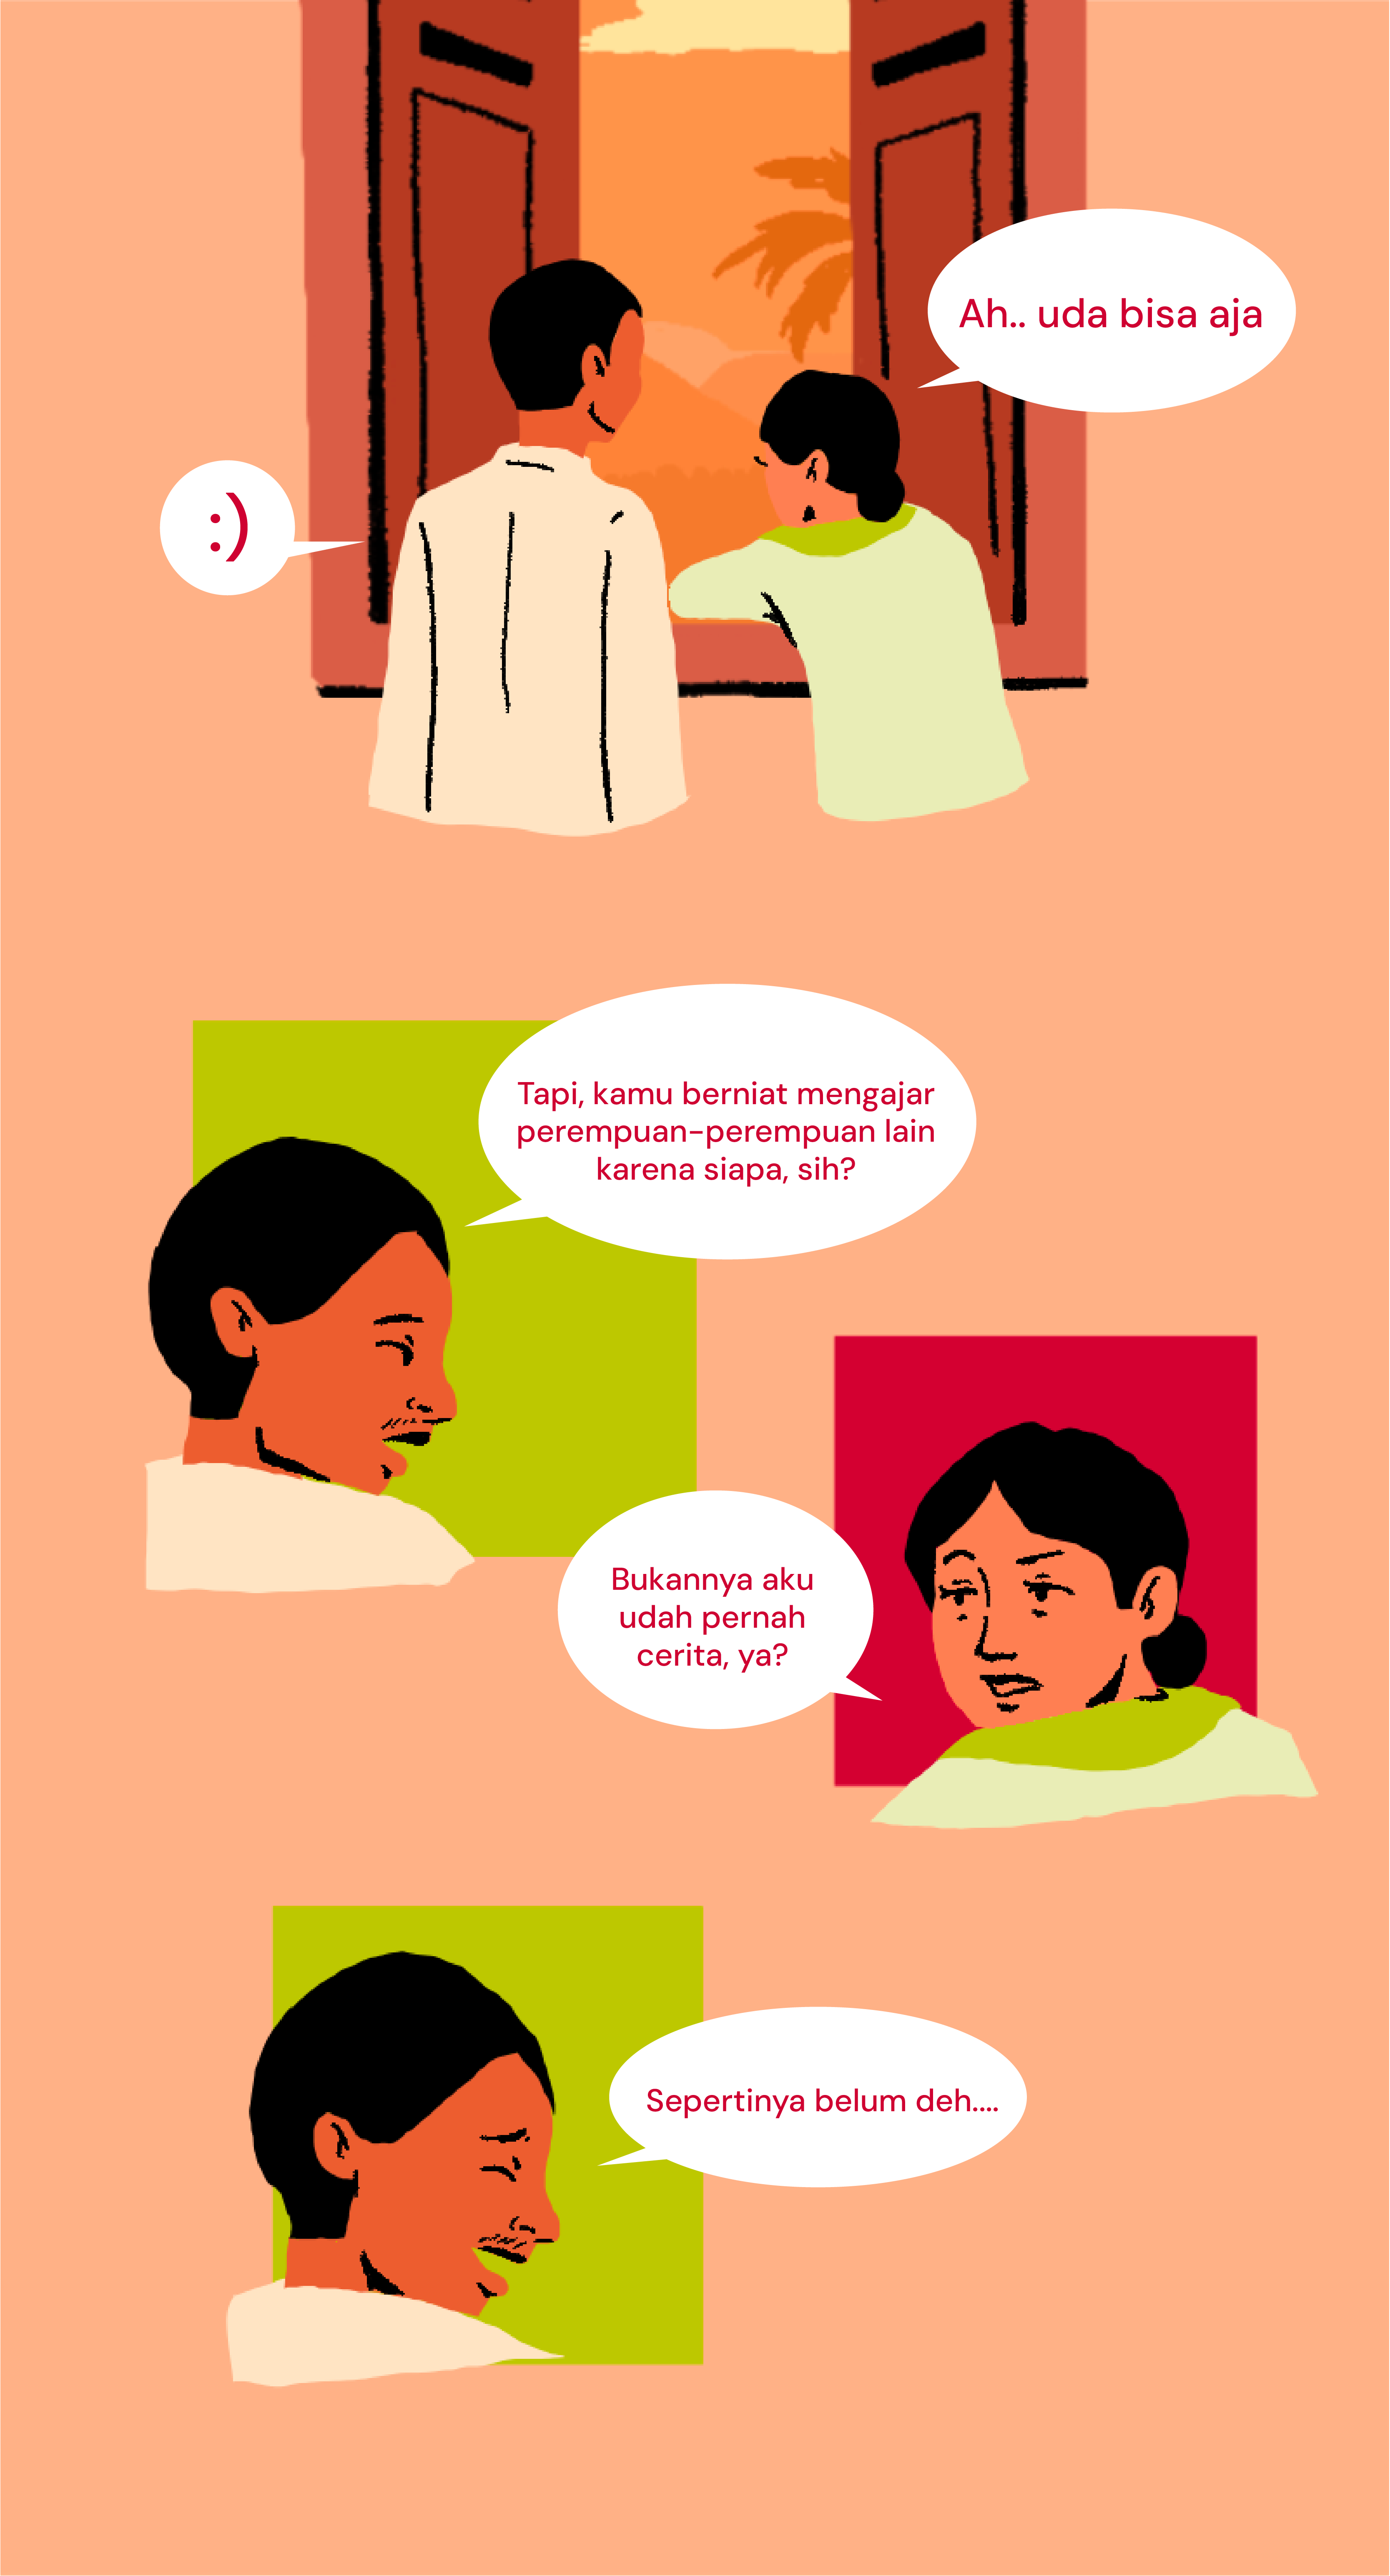 Ah.. uda bisa aja
:)
Tapi, kamu berniat mengajar
perempuan-perempuan lain
karena siapa, sih?
Bukannya aku
udah pernah
cerita, ya?
Sepertinya belum deh....